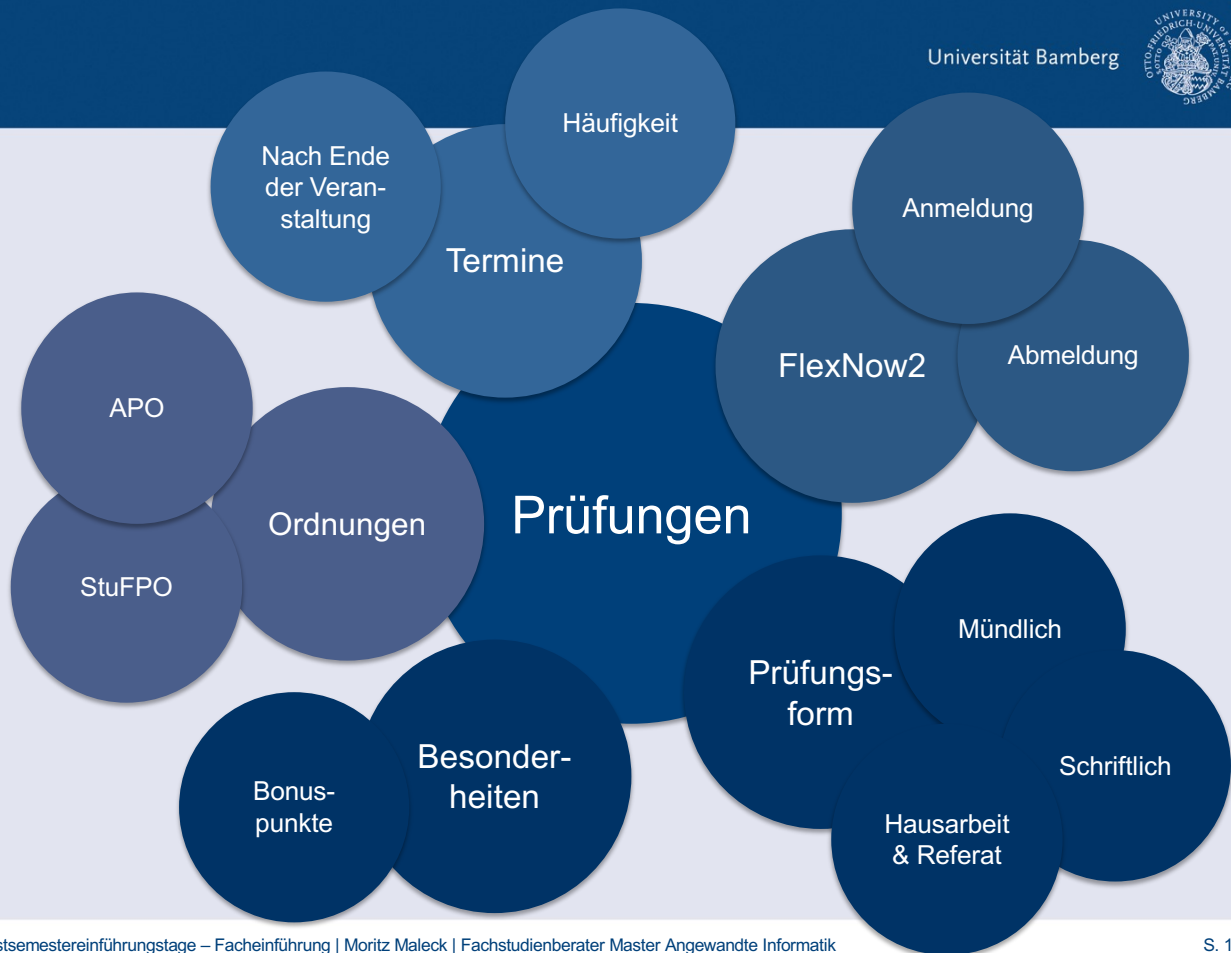 Universität Bamberg
Häufigkeit
Nach Ende
der Veran-
staltung
Termine
Anmeldung
FlexNow2
Abmeldung
APO
Ordnungen
StuFPO
Prüfungen
Mündlich
Prüfungs-
form
Schriftlich
Hausarbeit
& Referat
Besonder-
heiten
Bonus-
punkte
stsemestereinführungstage – Facheinführung | Moritz Maleck | Fachstudienberater Master Angewandte Informatik
S. 1